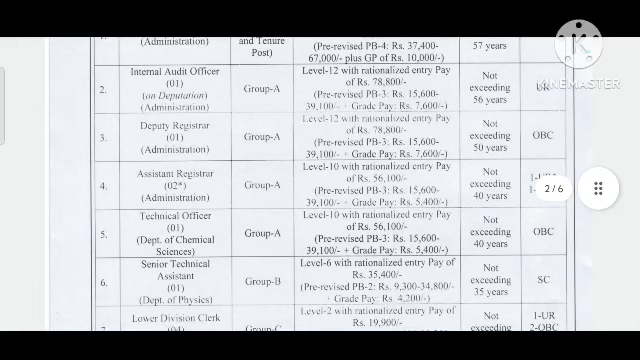 (Administration) and Tenure Post) (Pre-revised PB-4: Rs. 37,400- 57 years
67,000/- plus GP of Rs. 10,000/-)
2. Internal Audit Officer (01) on Deputation) (Administration) Group-A Level-12 with rationalized entry Pay of Rs. 78,800/- (Pre-revised PB-3: Rs. 15,600- 39,100/- + Grade Pay: Rs. 7,600/-) Not exceeding 56 years UR
3. Deputy Registrar (01) (Administration) Group-A Level-12 with rationalized entry Pay of Rs. 78,800/- (Pre-revised PB-3: Rs. 15,600- 39,100/- + Grade Pay: Rs. 7,600/-) Not exceeding 50 years OBC
4. Assistant Registrar (02*) (Administration) Group-A Level-10 with rationalized entry Pay of Rs. 56,100/- (Pre-revised PB-3: Rs. 15,600- 39,100/- + Grade Pay: Rs. 5,400/-) Not exceeding 40 years
5. Technical Officer (01) (Dept. of Chemical Sciences) Group-A Level-10 with rationalized entry Pay of Rs. 56,100/- (Pre-revised PB-3: Rs. 15,600- 39,100/- + Grade Pay: Rs. 5,400/-) Not exceeding 40 years OBC
6. Senior Technical Assistant (01) (Dept. of Physics) Group-B Level-6 with rationalized entry Pay of Rs. 35,400/- (Pre-revised PB-2: Rs. 9,300-34,800/- + Grade Pay: Rs. 4,200/-) Not exceeding 35 years SC
Lower Division Clerk Group-C Level-2 with rationalized entry Pay of Rs. 19,900/- Not exceeding 1-UR 2-OBC
2/6
KINEMASTER